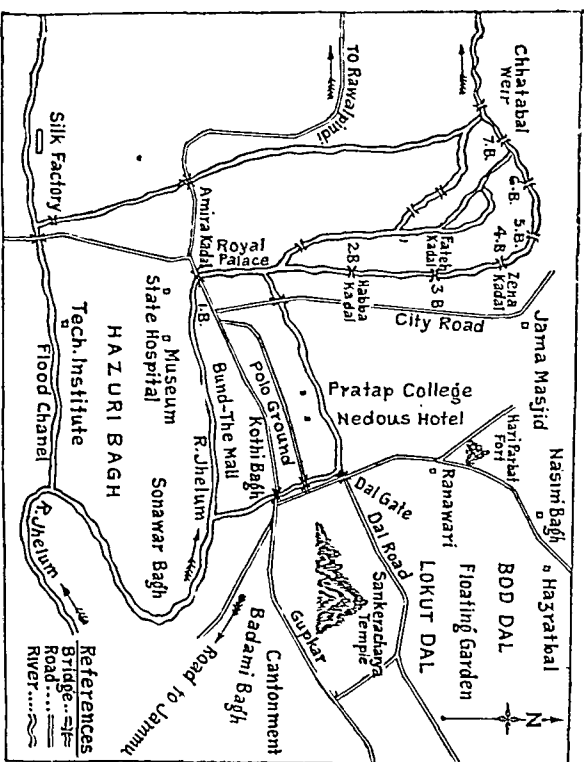 Chhatabal
Weir
7.B.
6.B.
5.B.
4.B
Zena
Kadal
Fateh
Kadal
3 B
2.B
Habba
Kadal
To Rawalpindi
Amira Kadal
Royal
Palace
1.B.
City Road
Jama Masjid
Nasim Bagh
Hazratbal
Hari Parbat
Fort
Ranawari
BOD DAL
Floating Garden
LOKUT DAL
N
Pratap College
Nedous Hotel
Dal Gate
Dal Road
Sankeracharya
Temple
Gupkar
Polo Ground
Kothi Bagh
Bund-The Mall
R. Jhelum
Museum
State Hospital
HAZURI BAGH
Tech. Institute
Silk Factory
Flood Chanel
Sonawar Bagh
R. Jhelum
Cantonment
Badami Bagh
Road to Jammu
References
Bridge
Road
River